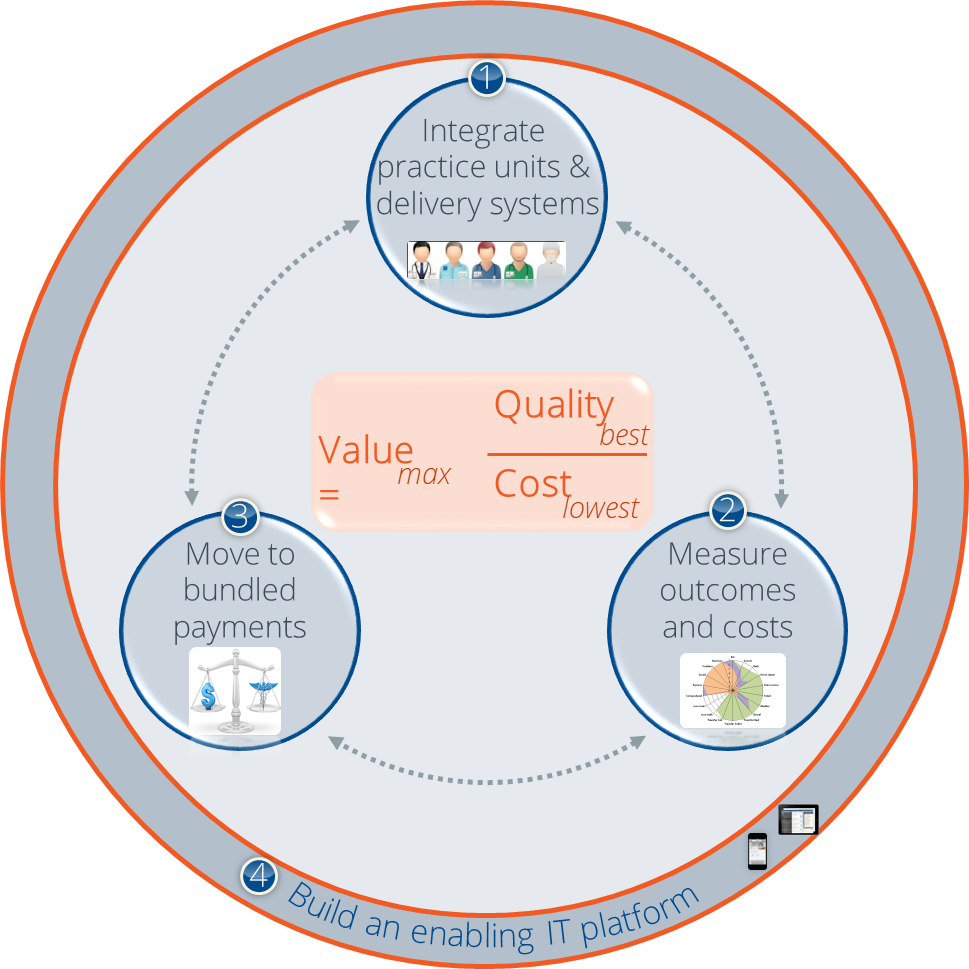 1
Integrate
practice units &
delivery systems
Quality
best
Value
max
=
Cost
lowest
3
Move to
bundled
payments
$
2
Measure
outcomes
and costs
4
Build an enabling IT platform